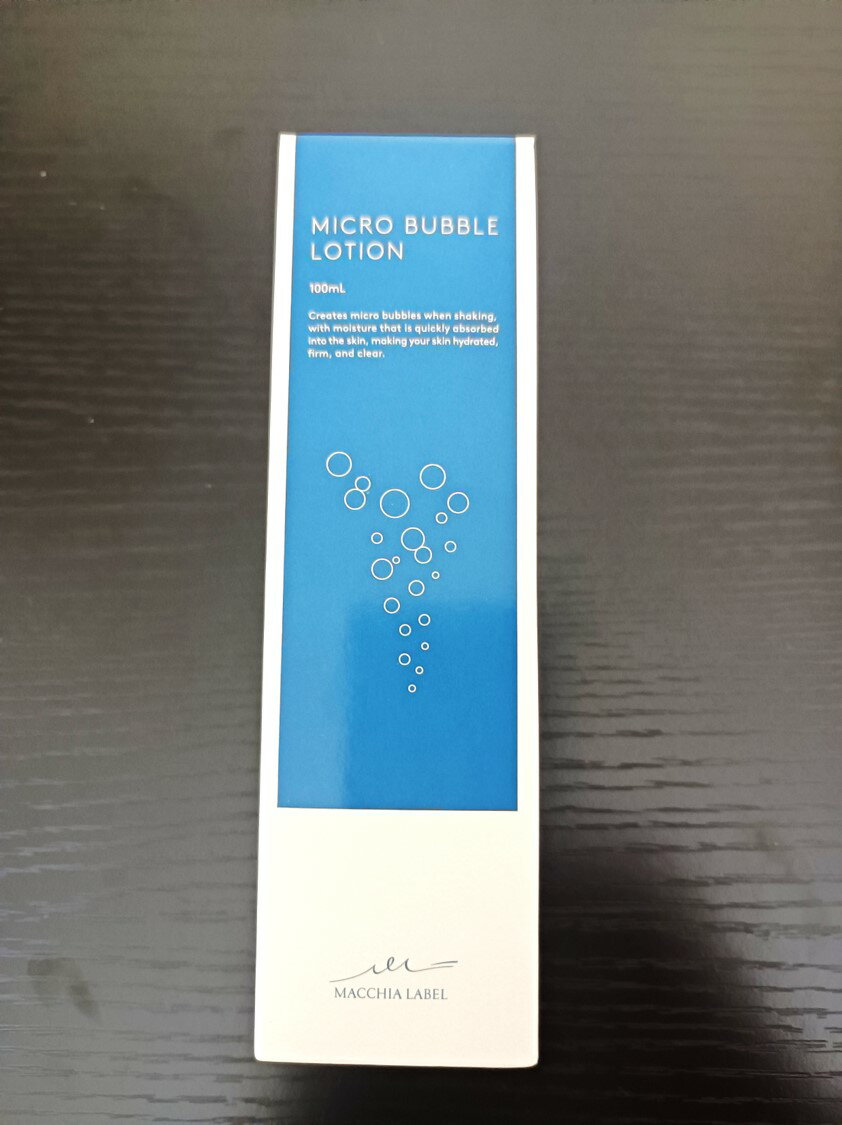 MICRO BUBBLE
LOTION
100mL
Creates micro bubbles when shaking,
with moisture that is quickly absorbed
into the skin, making your skin hydrated,
firm, and clear.
MACCHIA LABEL